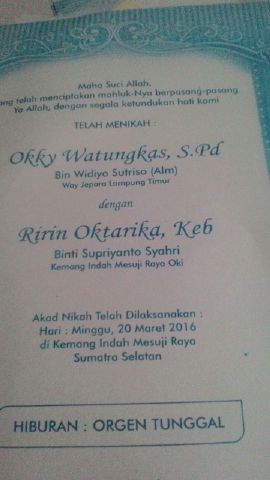 Maha Suci Allah,
yang telah menciptakan mahluk-Nya berpasang-pasang.
Ya Allah, dengan segala ketundukan hati kami
TELAH MENIKAH :
Okky Watungkas, S.Pd
Bin Widiyo Sutriso (Alm)
Way Jepara Lampung Timur
dengan
Ririn Oktarika, Keb
Binti Supriyanto Syahri
Kemang Indah Mesuji Raya Oki
Akad Nikah Telah Dilaksanakan :
Hari : Minggu, 20 Maret 2016
di Kemang Indah Mesuji Raya
Sumatra Selatan
HIBURAN : ORGEN TUNGGAL